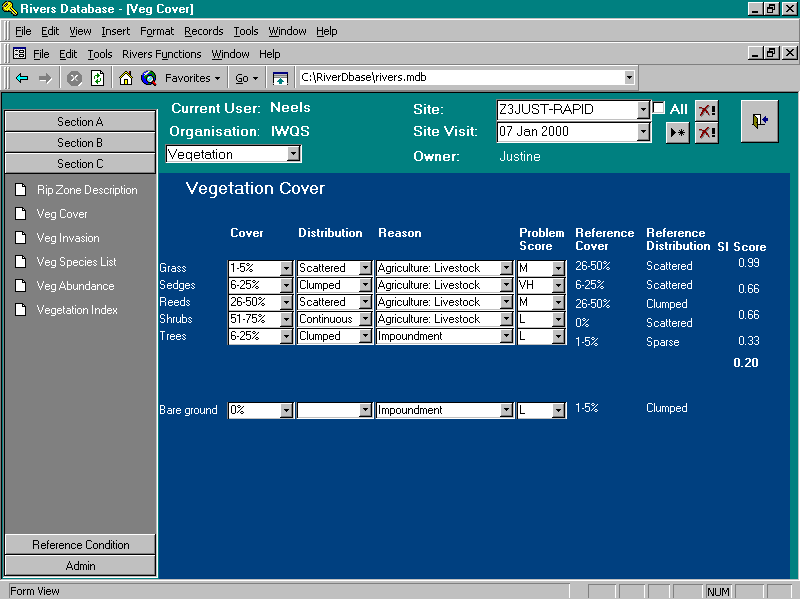 Rivers Database - [Veg Cover]
File Edit View Insert Format Records Tools Window Help
File Edit Tools Rivers Functions Window Help
Favorites Go C:\RiverDbase\rivers.mdb
Current User: Neels Site: Z3JUST-RAPID All
Organisation: IWQS Site Visit: 07 Jan 2000
Vegetation Owner: Justine
Section A
Section B
Section C
Rip Zone Description
Veg Cover
Veg Invasion
Veg Species List
Veg Abundance
Vegetation Index
Reference Condition
Admin
Vegetation Cover
Cover Distribution Reason Problem Score Reference Cover Reference Distribution SI Score
Grass 1-5% Scattered Agriculture: Livestock M 26-50% Scattered 0.99
Sedges 6-25% Clumped Agriculture: Livestock VH 6-25% Scattered 0.66
Reeds 26-50% Scattered Agriculture: Livestock M 26-50% Clumped 0.66
Shrubs 51-75% Continuous Agriculture: Livestock L 0% Scattered
Trees 6-25% Clumped Impoundment L 1-5% Sparse 0.33
0.20
Bare ground 0% Impoundment L 1-5% Clumped
Form View NUM